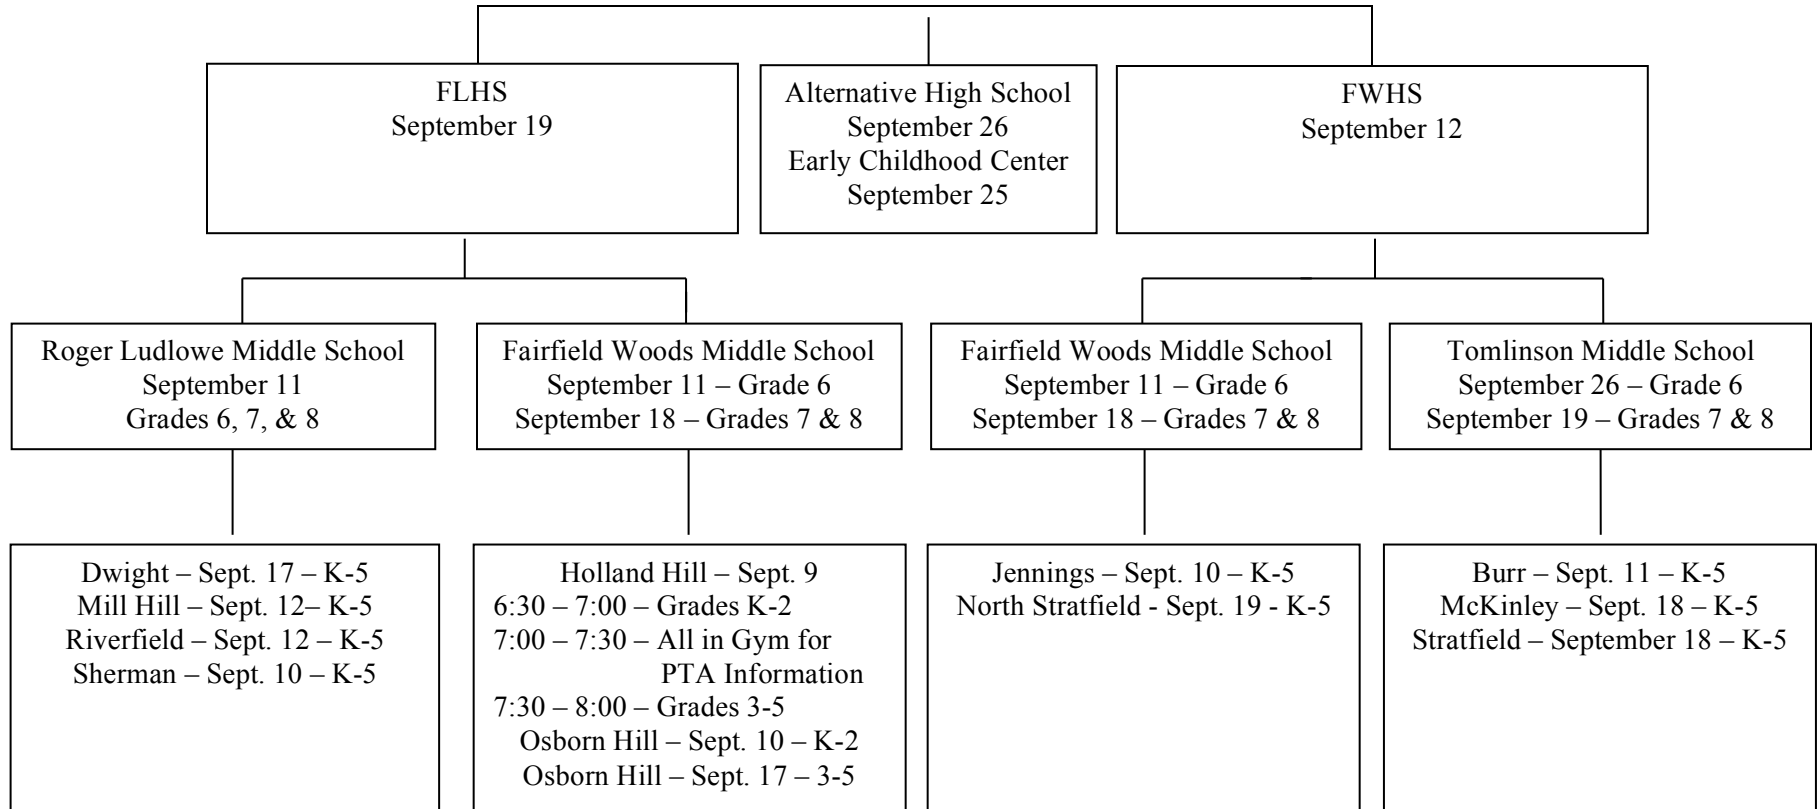 FLHS
September 19
Alternative High School
September 26
Early Childhood Center
September 25
FWHS
September 12
Roger Ludlowe Middle School
September 11
Grades 6, 7, & 8
Fairfield Woods Middle School
September 11 – Grade 6
September 18 – Grades 7 & 8
Fairfield Woods Middle School
September 11 – Grade 6
September 18 – Grades 7 & 8
Tomlinson Middle School
September 26 – Grade 6
September 19 – Grades 7 & 8
Dwight – Sept. 17 – K-5
Mill Hill – Sept. 12– K-5
Riverfield – Sept. 12 – K-5
Sherman – Sept. 10 – K-5
Holland Hill – Sept. 9
6:30 – 7:00 – Grades K-2
7:00 – 7:30 – All in Gym for
PTA Information
7:30 – 8:00 – Grades 3-5
Osborn Hill – Sept. 10 – K-2
Osborn Hill – Sept. 17 – 3-5
Jennings – Sept. 10 – K-5
North Stratfield - Sept. 19 - K-5
Burr – Sept. 11 – K-5
McKinley – Sept. 18 – K-5
Stratfield – September 18 – K-5